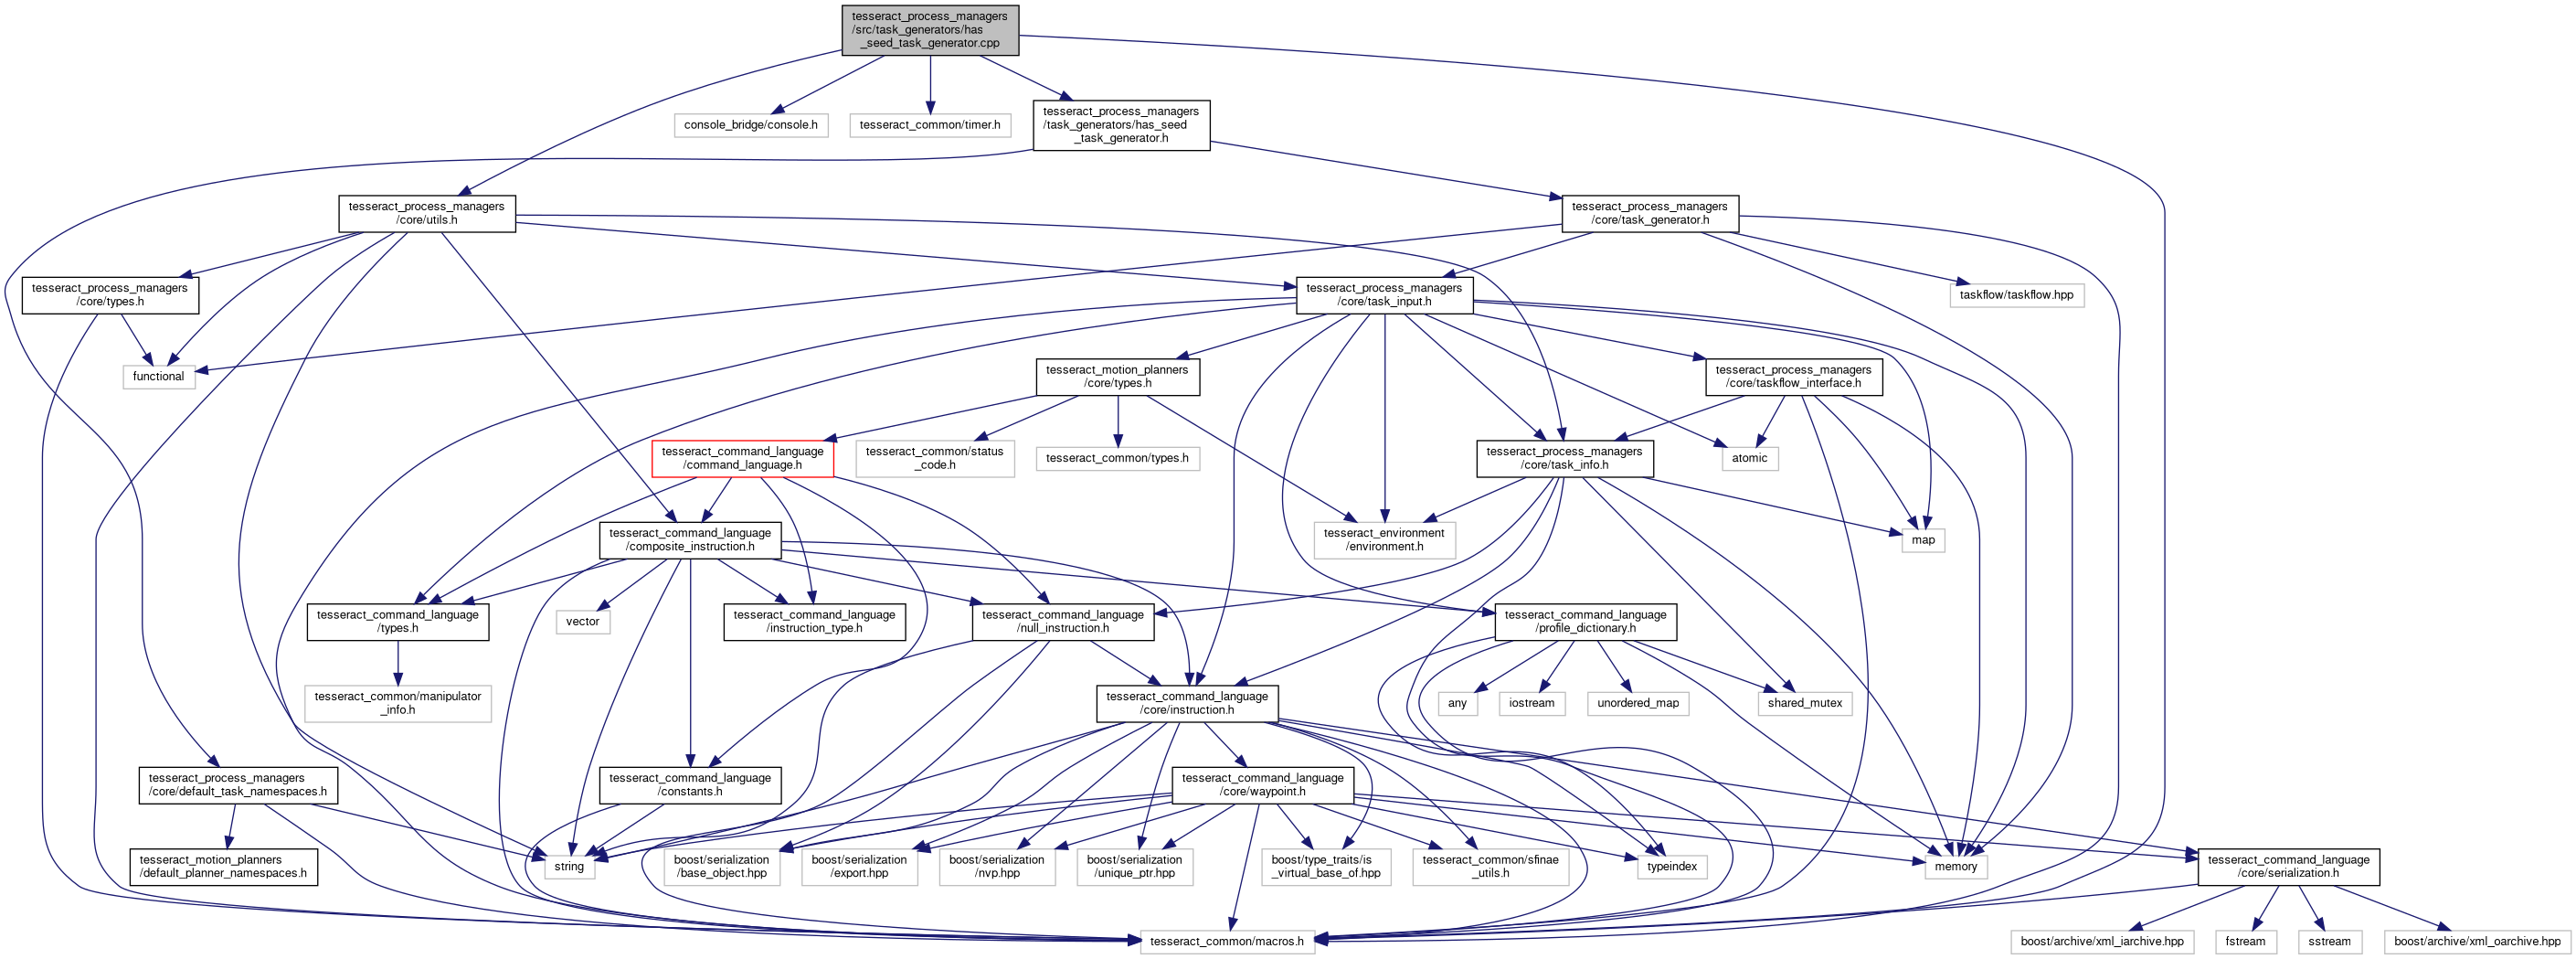 tesseract_process_managers
/src/task_generators/has
_seed_task_generator.cpp
console_bridge/console.h
tesseract_common/timer.h
tesseract_process_managers
/task_generators/has_seed
_task_generator.h
tesseract_process_managers
/core/utils.h
tesseract_process_managers
/core/task_generator.h
tesseract_process_managers
/core/types.h
tesseract_process_managers
/core/task_input.h
taskflow/taskflow.hpp
functional
tesseract_motion_planners
/core/types.h
tesseract_process_managers
/core/taskflow_interface.h
tesseract_command_language
/command_language.h
tesseract_common/status
_code.h
tesseract_common/types.h
tesseract_process_managers
/core/task_info.h
atomic
tesseract_command_language
/composite_instruction.h
tesseract_environment
/environment.h
map
tesseract_command_language
/types.h
vector
tesseract_command_language
/instruction_type.h
tesseract_command_language
/null_instruction.h
tesseract_command_language
/profile_dictionary.h
tesseract_common/manipulator
_info.h
tesseract_command_language
/core/instruction.h
any
iostream
unordered_map
shared_mutex
tesseract_process_managers
/core/default_task_namespaces.h
tesseract_command_language
/constants.h
tesseract_command_language
/core/waypoint.h
tesseract_motion_planners
/default_planner_namespaces.h
string
boost/serialization
/base_object.hpp
boost/serialization
/export.hpp
boost/serialization
/nvp.hpp
boost/serialization
/unique_ptr.hpp
boost/type_traits/is
_virtual_base_of.hpp
tesseract_common/sfinae
_utils.h
typeindex
memory
tesseract_command_language
/core/serialization.h
tesseract_common/macros.h
boost/archive/xml_iarchive.hpp
fstream
sstream
boost/archive/xml_oarchive.hpp